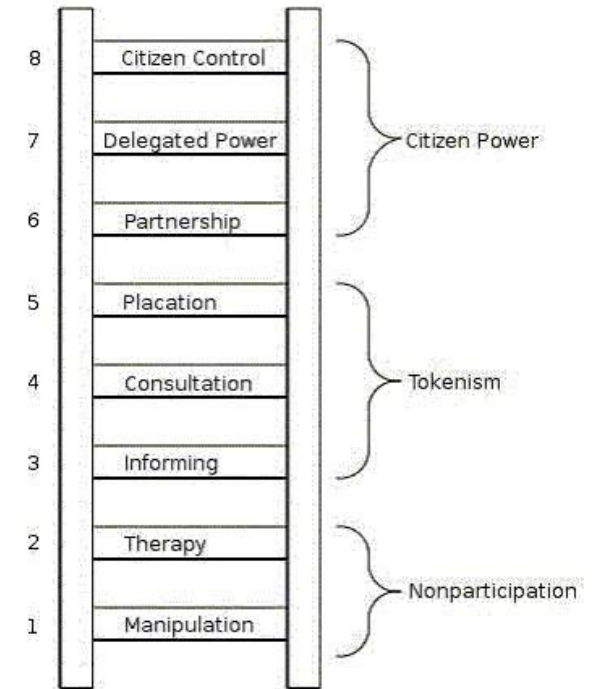 8 Citizen Control
7 Delegated Power Citizen Power
6 Partnership
5 Placation
4 Consultation Tokenism
3 Informing
2 Therapy
Nonparticipation
1 Manipulation